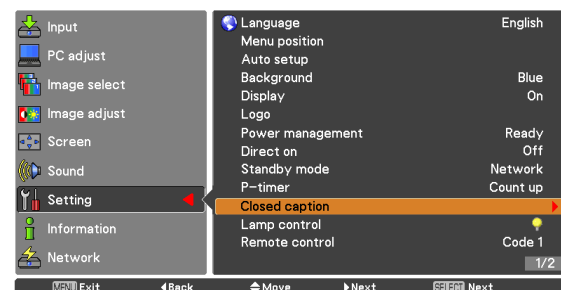 Input
PC adjust
Image select
Image adjust
Screen
Sound
Setting
Information
Network
Language English
Menu position
Auto setup
Background Blue
Display On
Logo
Power management Ready
Direct on Off
Standby mode Network
P-timer Count up
Closed caption
Lamp control
Remote control Code 1
1/2
MENU Exit Back Move Next SELECT Next